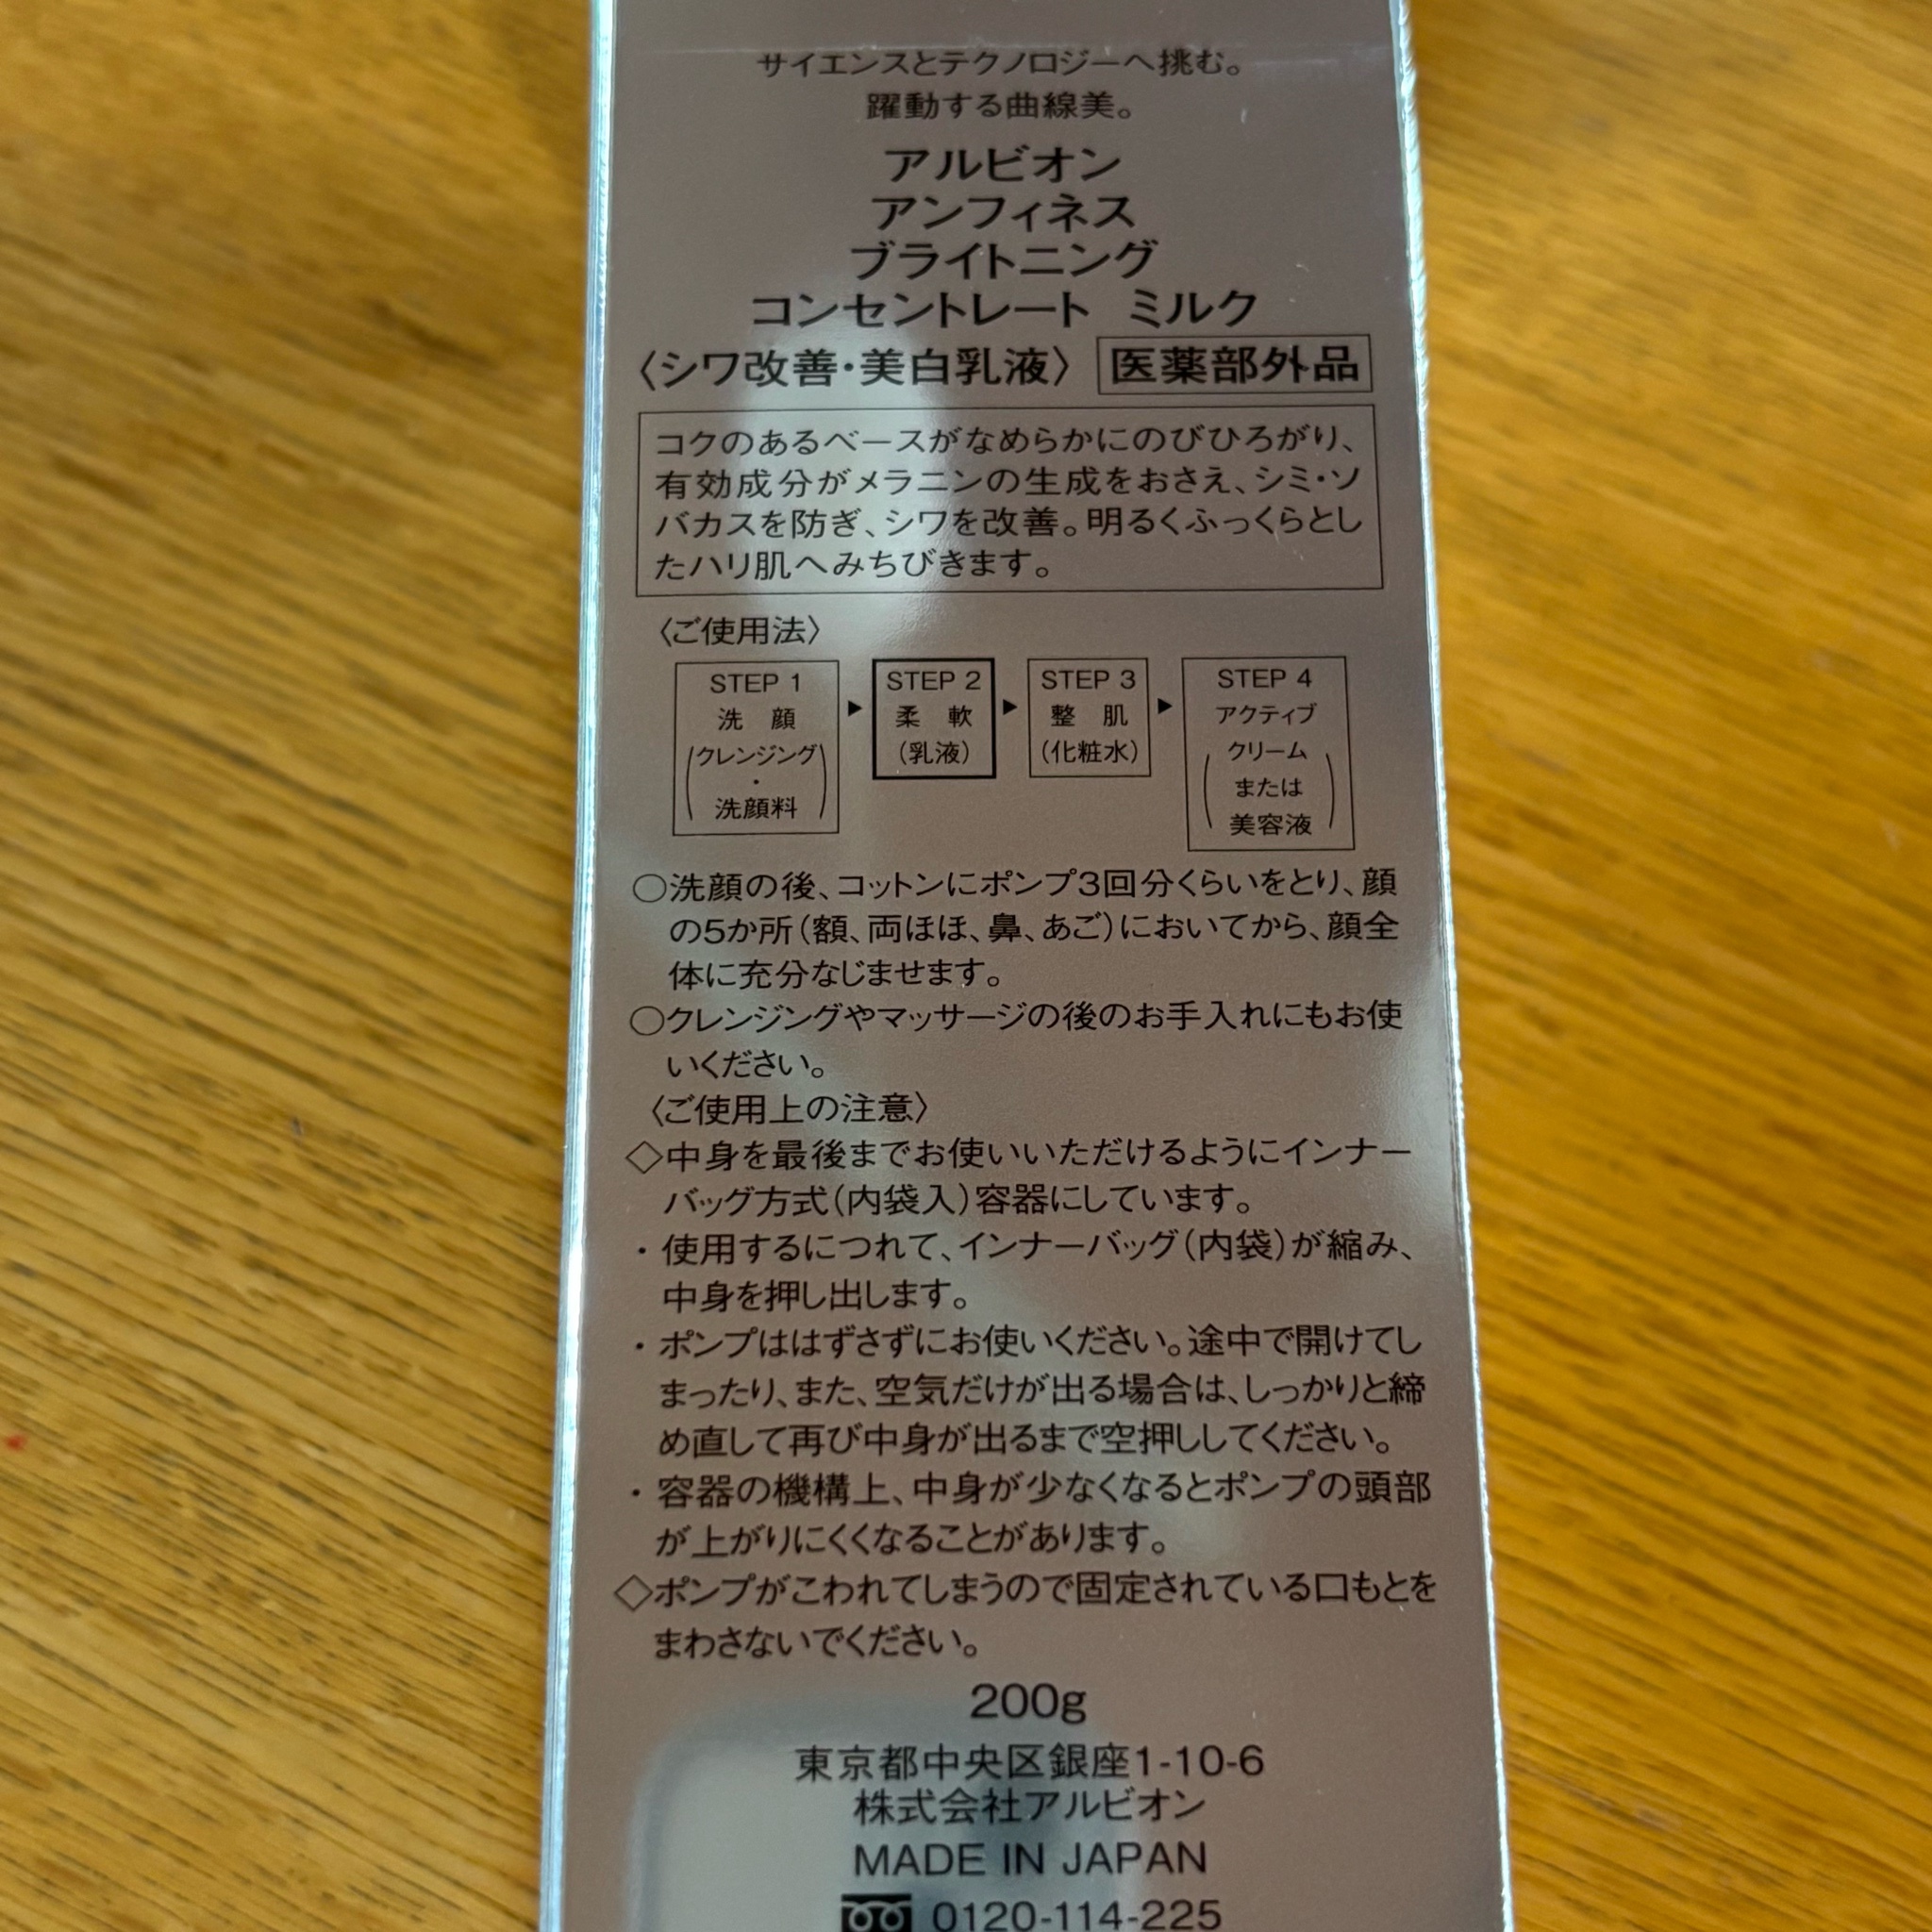 サイエンスとテクノロジーへ挑む。
躍動する曲線美。
アルビオン
アンフィネス
ブライトニング
コンセントレート ミルク
〈シワ改善・美白乳液〉 医薬部外品
コクのあるベースがなめらかにのびひろがり、
有効成分がメラニンの生成をおさえ、シミ・ソ
バカスを防ぎ、シワを改善。明るくふっくらとし
たハリ肌へみちびきます。
〈ご使用法〉
STEP 1
洗 顔
(クレンジング
・
洗顔料)
▶
STEP 2
柔 軟
(乳液)
▶
STEP 3
整 肌
(化粧水)
▶
STEP 4
アクティブ
(クリーム
または
美容液)
○洗顔の後、コットンにポンプ3回分くらいをとり、顔
の5か所(額、両ほほ、鼻、あご)においてから、顔全
体に充分なじませます。
○クレンジングやマッサージの後のお手入れにもお使
いください。
〈ご使用上の注意〉
◇中身を最後までお使いいただけるようにインナー
バッグ方式(内袋入)容器にしています。
・使用するにつれて、インナーバッグ(内袋)が縮み、
中身を押し出します。
・ポンプははずさずにお使いください。途中で開けてし
まったり、また、空気だけが出る場合は、しっかりと締
め直して再び中身が出るまで空押ししてください。
・容器の機構上、中身が少なくなるとポンプの頭部
が上がりにくくなることがあります。
◇ポンプがこわれてしまうので固定されている口もとを
まわさないでください。
200g
東京都中央区銀座1-10-6
株式会社アルビオン
MADE IN JAPAN
0120-114-225